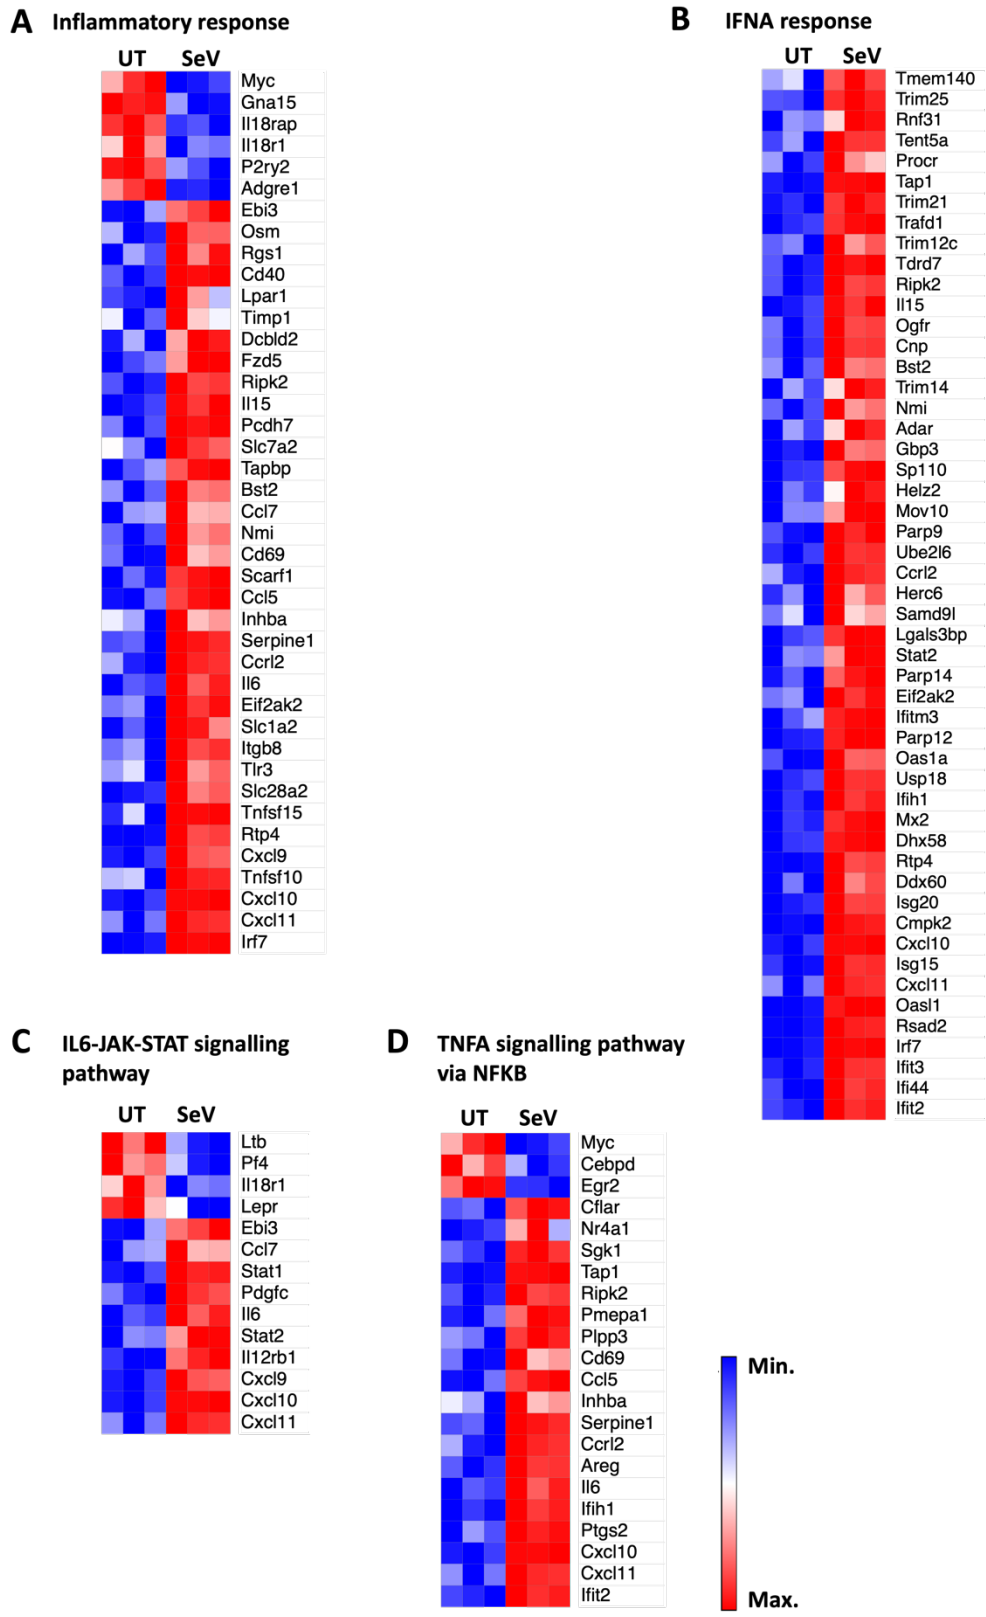 A Inflammatory response
UT SeV
Myc
Gna15
Il18rap
Il18r1
P2ry2
Adgre1
Ebi3
Osm
Rgs1
Cd40
Lpar1
Timp1
Dcbld2
Fzd5
Ripk2
Il15
Pcdh7
Slc7a2
Tapbp
Bst2
Ccl7
Nmi
Cd69
Scarf1
Ccl5
Inhba
Serpine1
Ccrl2
Il6
Eif2ak2
Slc1a2
Itgb8
Tlr3
Slc28a2
Tnfsf15
Rtp4
Cxcl9
Tnfsf10
Cxcl10
Cxcl11
Irf7
B IFNA response
UT SeV
Tmem140
Trim25
Rnf31
Tent5a
Procr
Tap1
Trim21
Trafd1
Trim12c
Tdrd7
Ripk2
Il15
Ogfr
Cnp
Bst2
Trim14
Nmi
Adar
Gbp3
Sp110
Helz2
Mov10
Parp9
Ube2l6
Ccrl2
Herc6
Samd9l
Lgals3bp
Stat2
Parp14
Eif2ak2
Ifitm3
Parp12
Oas1a
Usp18
Ifih1
Mx2
Dhx58
Rtp4
Ddx60
Isg20
Cmpk2
Cxcl10
Isg15
Cxcl11
Oasl1
Rsad2
Irf7
Ifit3
Ifi44
Ifit2
C IL6-JAK-STAT signalling
pathway
UT SeV
Ltb
Pf4
Il18r1
Lepr
Ebi3
Ccl7
Stat1
Pdgfc
Il6
Stat2
Il12rb1
Cxcl9
Cxcl10
Cxcl11
D TNFA signalling pathway
via NFKB
UT SeV
Myc
Cebpd
Egr2
Cflar
Nr4a1
Sgk1
Tap1
Ripk2
Pmepa1
Plpp3
Cd69
Ccl5
Inhba
Serpine1
Ccrl2
Areg
Il6
Ifih1
Ptgs2
Cxcl10
Cxcl11
Ifit2
Min.
Max.